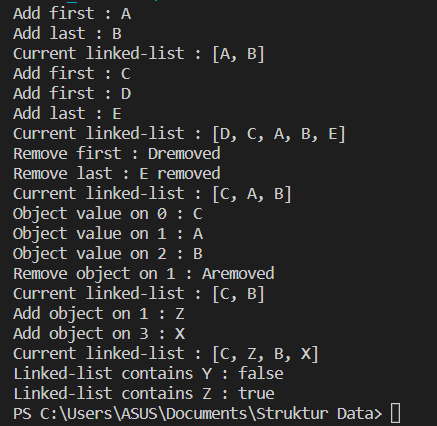 Add first : A
Add last : B
Current linked-list : [A, B]
Add first : C
Add first : D
Add last : E
Current linked-list : [D, C, A, B, E]
Remove first : Dremoved
Remove last : E removed
Current linked-list : [C, A, B]
Object value on 0 : C
Object value on 1 : A
Object value on 2 : B
Remove object on 1 : Aremoved
Current linked-list : [C, B]
Add object on 1 : Z
Add object on 3 : X
Current linked-list : [C, Z, B, X]
Linked-list contains Y : false
Linked-list contains Z : true
PS C:\Users\ASUS\Documents\Struktur Data>